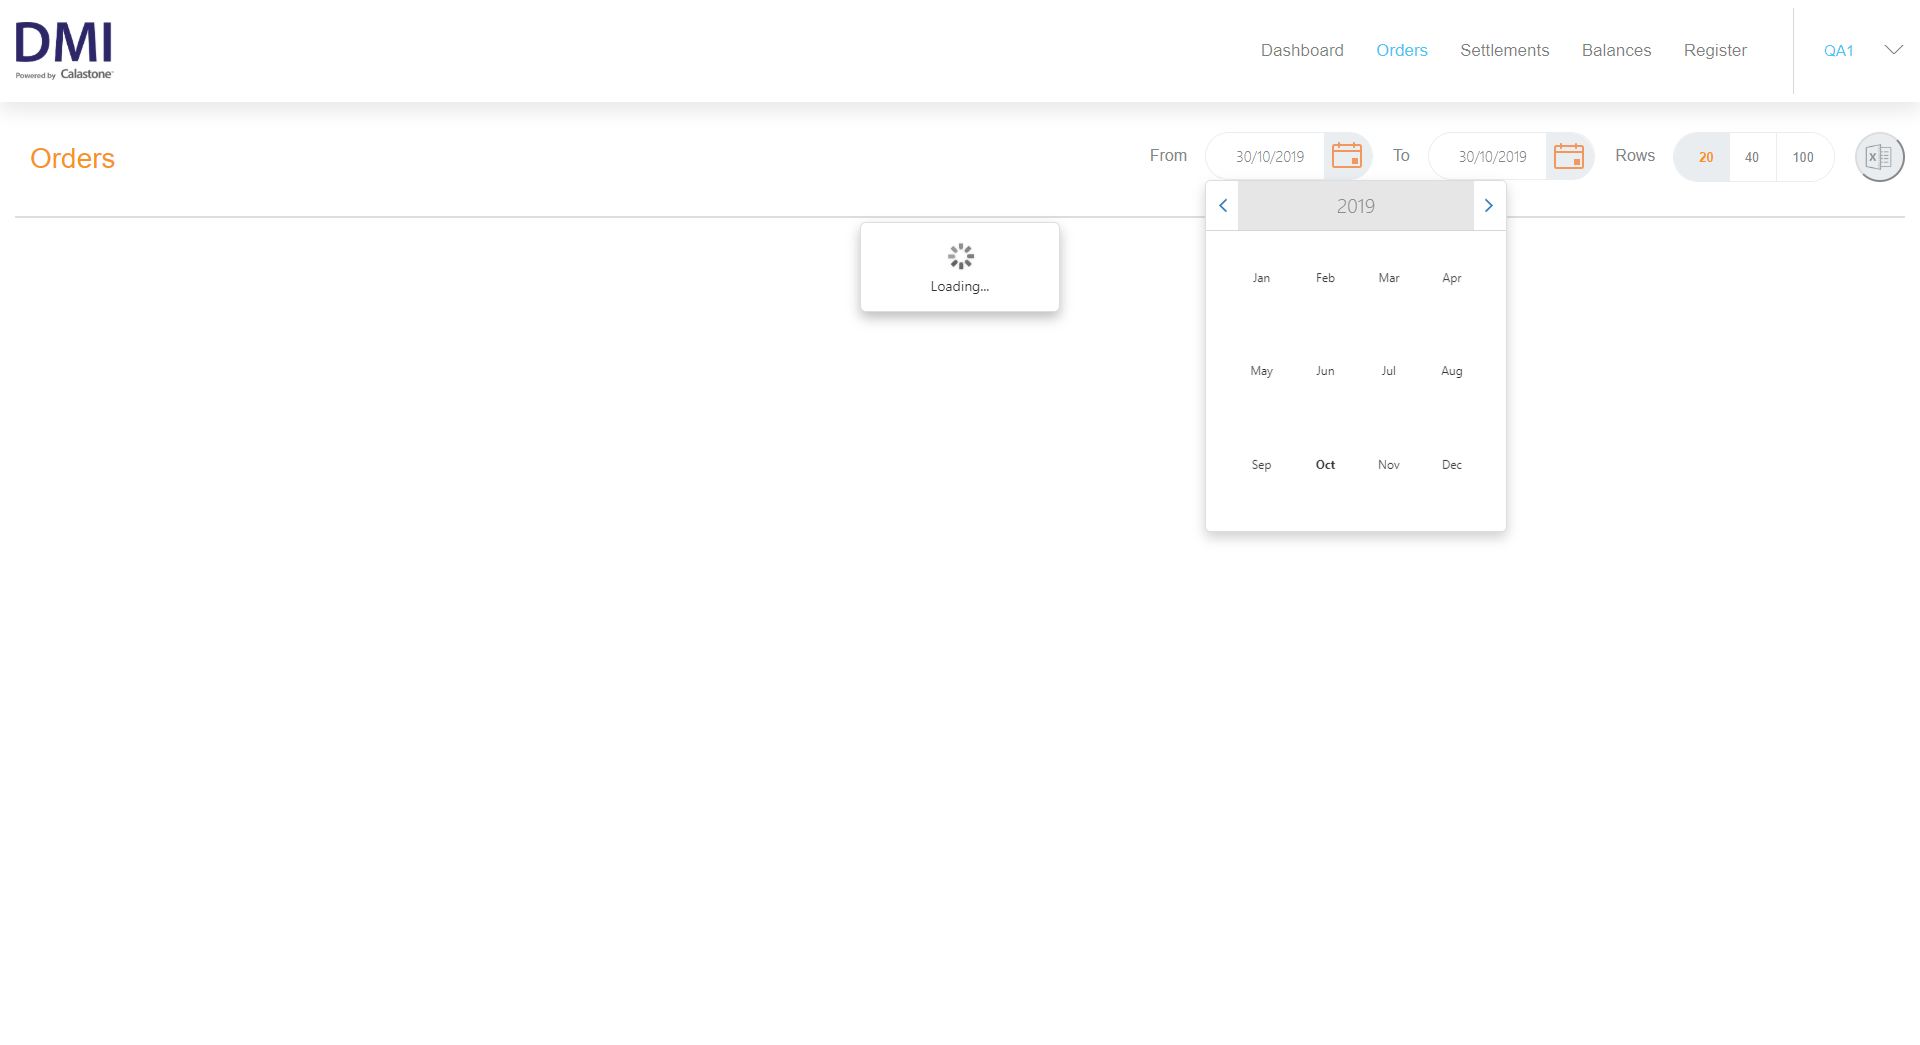 DMI
Powered by Calastone
Dashboard Orders Settlements Balances Register QA1
Orders
From 30/10/2019 To 30/10/2019 Rows 20 40 100
X
2019
Loading...
Jan Feb Mar Apr
May Jun Jul Aug
Sep Oct Nov Dec